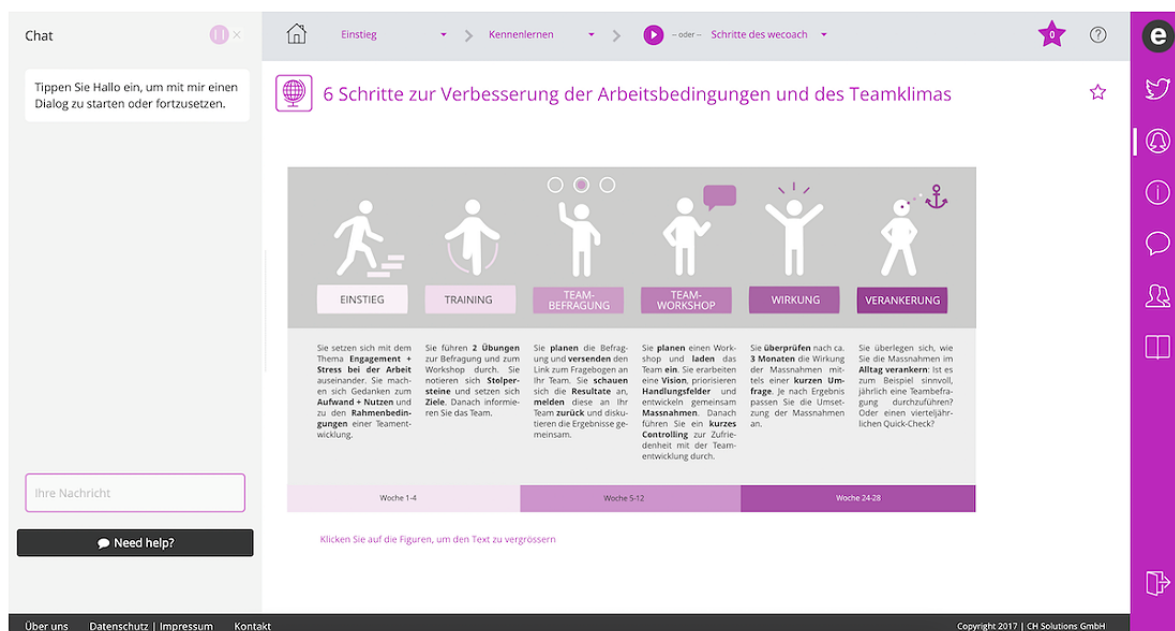 Chat
Tippen Sie Hallo ein, um mit mir einen
Dialog zu starten oder fortzusetzen.
Ihre Nachricht
Need help?
Einstieg
Kennenlernen
– oder –
Schritte des wecoach
0
?
e
6 Schritte zur Verbesserung der Arbeitsbedingungen und des Teamklimas
EINSTIEG
TRAINING
TEAM-
BEFRAGUNG
TEAM-
WORKSHOP
WIRKUNG
VERANKERUNG
Sie setzen sich mit dem
Thema Engagement +
Stress bei der Arbeit
auseinander. Sie mach-
en sich Gedanken zum
Aufwand + Nutzen und
zu den Rahmenbedin-
gungen einer Teament-
wicklung.
Sie führen 2 Übungen
zur Befragung und zum
Workshop durch. Sie
notieren sich Stolper-
steine und setzen sich
Ziele. Danach informie-
ren Sie das Team.
Sie planen die Befrag-
ung und versenden den
Link zum Fragebogen an
Ihr Team. Sie schauen
sich die Resultate an,
melden diese an Ihr
Team zurück und disku-
tieren die Ergebnisse ge-
meinsam.
Sie planen einen Work-
shop und laden das
Team ein. Sie erarbeiten
eine Vision, priorisieren
Handlungsfelder und
entwickeln gemeinsam
Massnahmen. Danach
führen Sie ein kurzes
Controlling zur Zufrie-
denheit mit der Team-
entwicklung durch.
Sie überprüfen nach ca.
3 Monaten die Wirkung
der Massnahmen mit-
tels einer kurzen Um-
frage. Je nach Ergebnis
passen Sie die Umset-
zung der Massnahmen
an.
Sie überlegen sich, wie
Sie die Massnahmen im
Alltag verankern: Ist es
zum Beispiel sinnvoll,
jährlich eine Teambefra-
gung durchzuführen?
Oder einen vierteljähr-
lichen Quick-Check?
Woche 1-4
Woche 5-12
Woche 24-28
Klicken Sie auf die Figuren, um den Text zu vergrössern
Über uns
Datenschutz | Impressum
Kontakt
Copyright 2017 | CH Solutions GmbH